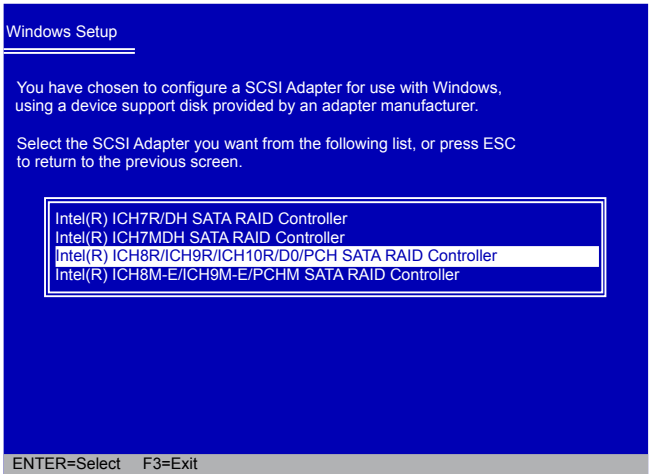 Windows Setup
You have chosen to configure a SCSI Adapter for use with Windows,
using a device support disk provided by an adapter manufacturer.
Select the SCSI Adapter you want from the following list, or press ESC
to return to the previous screen.
Intel(R) ICH7R/DH SATA RAID Controller
Intel(R) ICH7MDH SATA RAID Controller
Intel(R) ICH8R/ICH9R/ICH10R/D0/PCH SATA RAID Controller
Intel(R) ICH8M-E/ICH9M-E/PCHM SATA RAID Controller
ENTER=Select F3=Exit